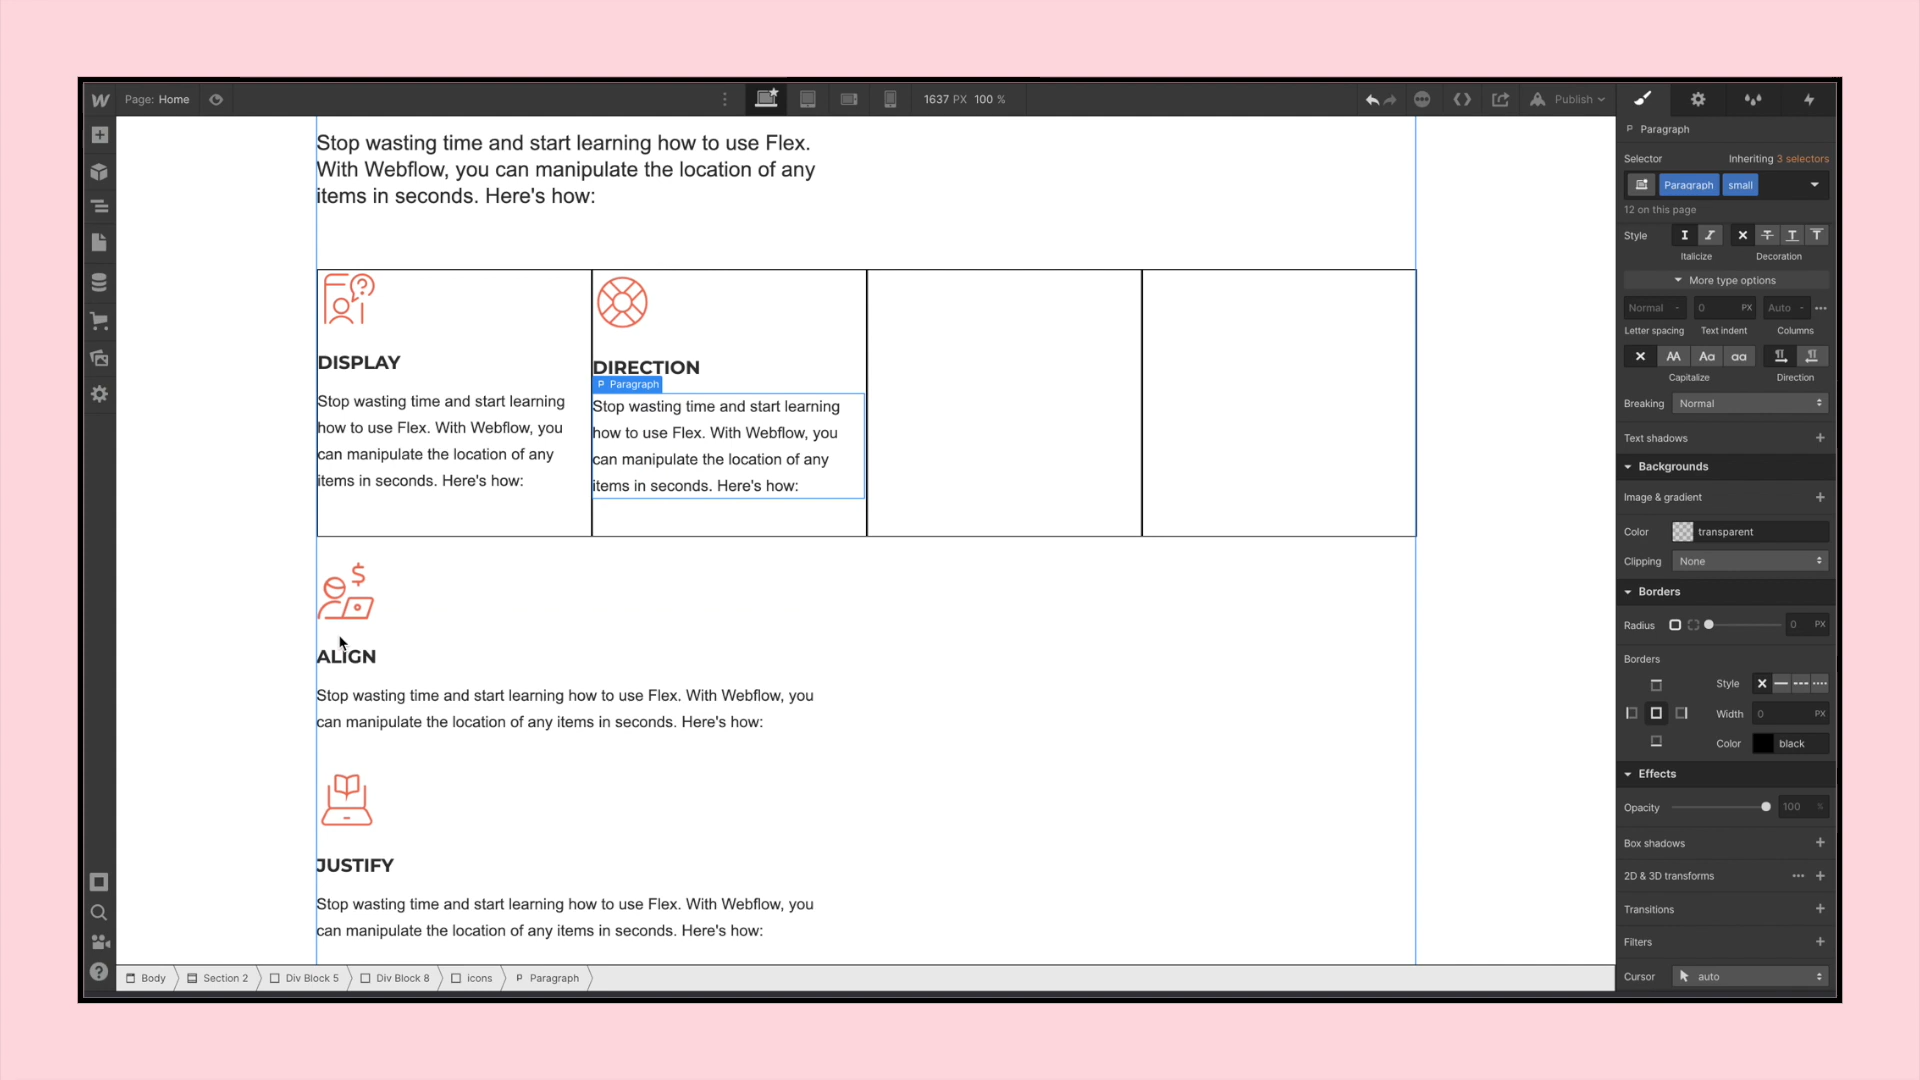 Page: Home
1637 PX 100 %
Publish
Stop wasting time and start learning how to use Flex.
With Webflow, you can manipulate the location of any
items in seconds. Here's how:
DISPLAY
Stop wasting time and start learning
how to use Flex. With Webflow, you
can manipulate the location of any
items in seconds. Here's how:
DIRECTION
P Paragraph
Stop wasting time and start learning
how to use Flex. With Webflow, you
can manipulate the location of any
items in seconds. Here's how:
ALIGN
Stop wasting time and start learning how to use Flex. With Webflow, you
can manipulate the location of any items in seconds. Here's how:
JUSTIFY
Stop wasting time and start learning how to use Flex. With Webflow, you
can manipulate the location of any items in seconds. Here's how:
Body Section 2 Div Block 5 Div Block 8 icons P Paragraph
P Paragraph
Selector Inheriting 3 selectors
Paragraph small
12 on this page
Style
Italicize Decoration
More type options
Normal - 0 PX Auto -
Letter spacing Text indent Columns
AA Aa aa
Capitalize Direction
Breaking Normal
Text shadows
Backgrounds
Image & gradient
Color transparent
Clipping None
Borders
Radius 0 PX
Borders
Style
Width 0 PX
Color black
Effects
Opacity 100 %
Box shadows
2D & 3D transforms
Transitions
Filters
Cursor auto